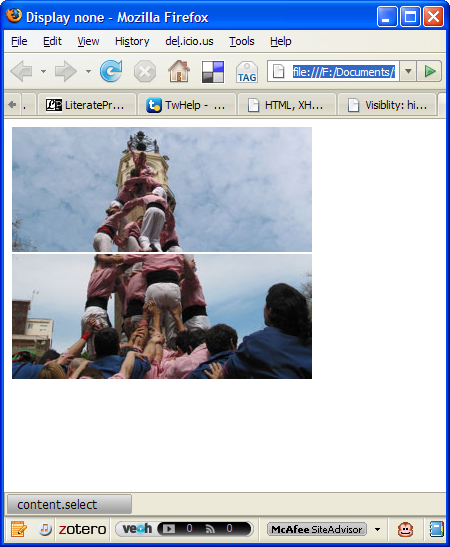 Display none - Mozilla Firefox
File Edit View History del.icio.us Tools Help
TAG file:///F:/Documents/
. LiteratePr... TwHelp - HTML, XH... Visiblity: hi...
content.select
zotero veoh 0 0 McAfee SiteAdvisor